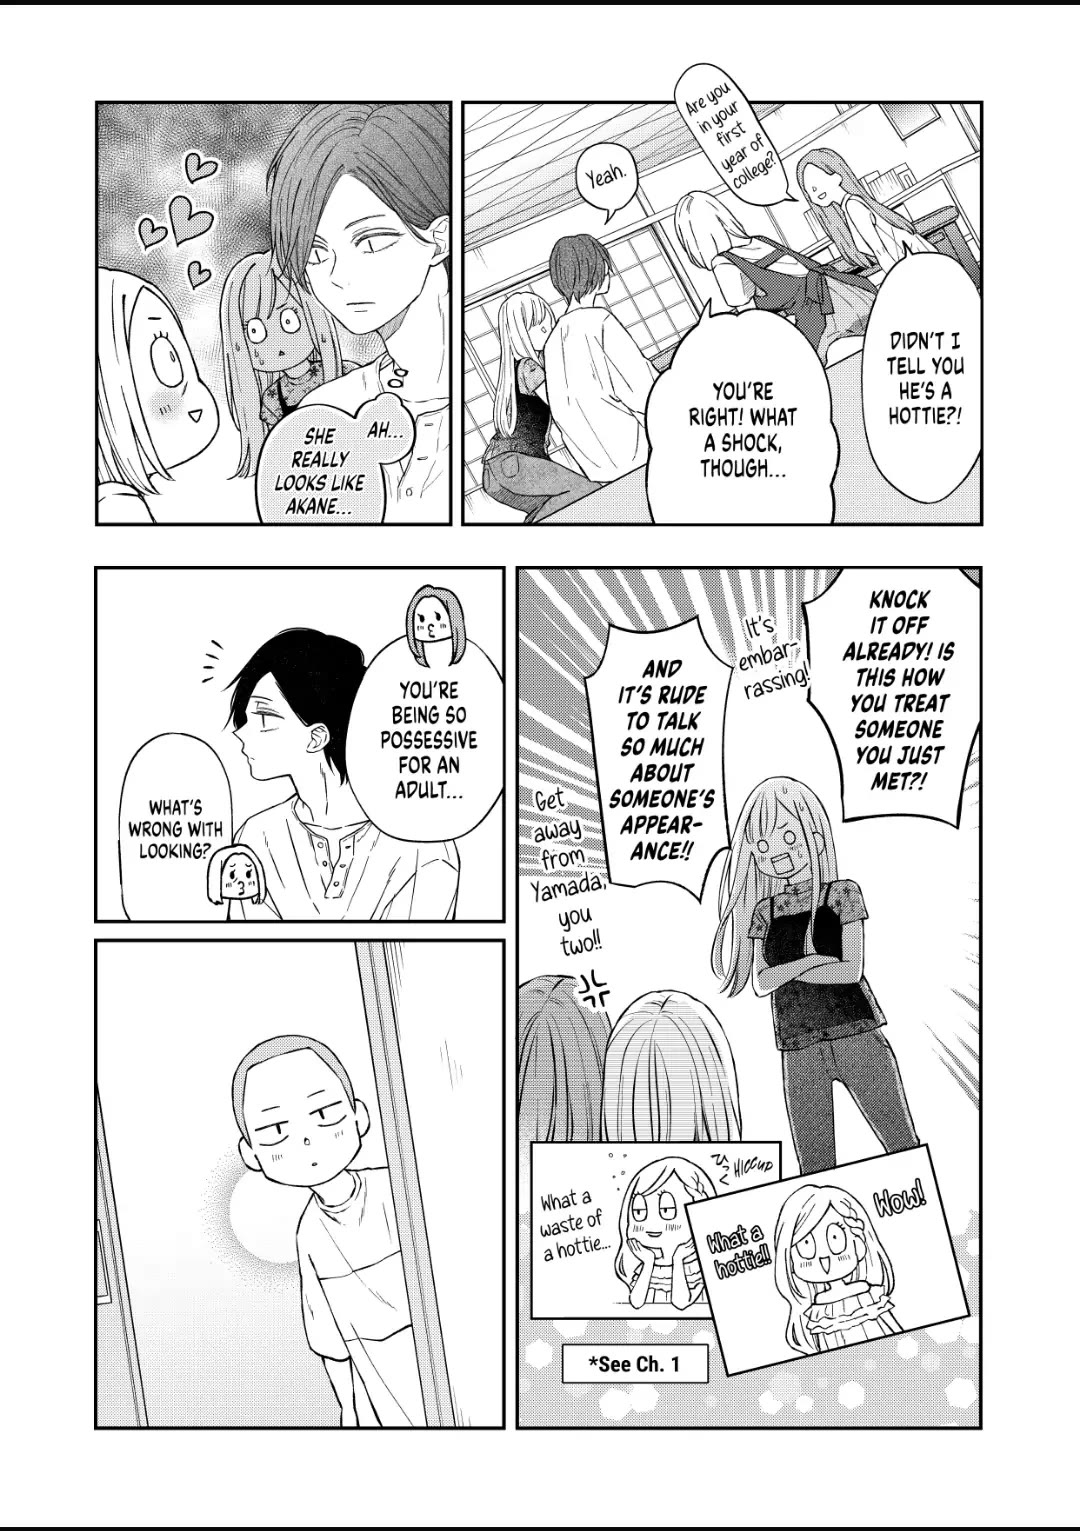 Are you
in your
first
year of
college?
Yeah.
DIDN'T I
TELL YOU
HE'S A
HOTTIE?!
YOU'RE
RIGHT! WHAT
A SHOCK,
THOUGH...
AH...
SHE
REALLY
LOOKS LIKE
AKANE...
KNOCK
IT OFF
ALREADY! IS
THIS HOW
YOU TREAT
SOMEONE
YOU JUST
MET?!
It's
embar-
rassing!
AND
IT'S RUDE
TO TALK
SO MUCH
ABOUT
SOMEONE'S
APPEAR-
ANCE!!
Get
away
from
Yamada,
you
two!!
Wow!
What a
hottie!!
ひっく
HICCUP
What a
waste of
a hottie...
*See Ch. 1
YOU'RE
BEING SO
POSSESSIVE
FOR AN
ADULT...
WHAT'S
WRONG WITH
LOOKING?